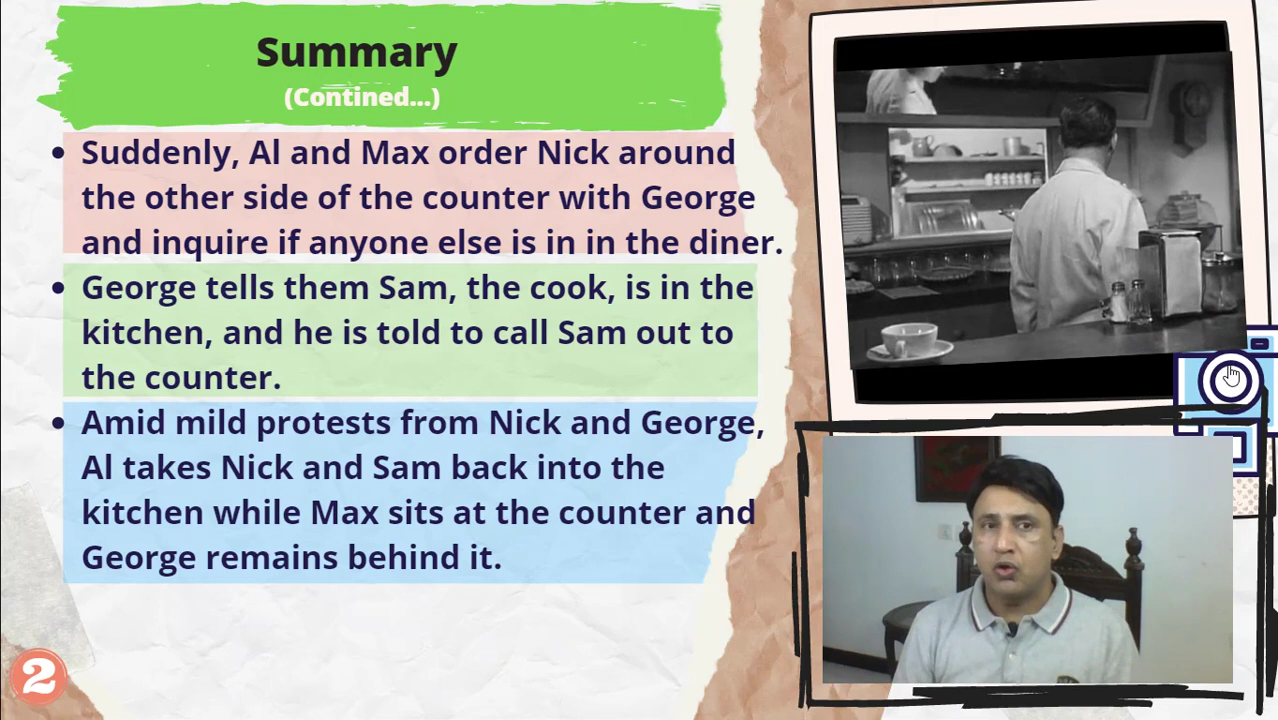 Summary
(Contined...)
• Suddenly, Al and Max order Nick around
the other side of the counter with George
and inquire if anyone else is in in the diner.
• George tells them Sam, the cook, is in the
kitchen, and he is told to call Sam out to
the counter.
• Amid mild protests from Nick and George,
Al takes Nick and Sam back into the
kitchen while Max sits at the counter and
George remains behind it.
2